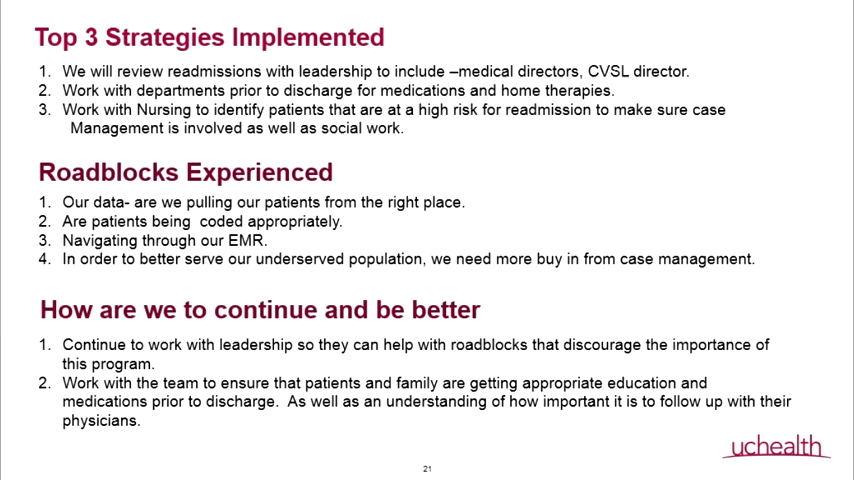 Top 3 Strategies Implemented
1. We will review readmissions with leadership to include –medical directors, CVSL director.
2. Work with departments prior to discharge for medications and home therapies.
3. Work with Nursing to identify patients that are at a high risk for readmission to make sure case
Management is involved as well as social work.
Roadblocks Experienced
1. Our data- are we pulling our patients from the right place.
2. Are patients being  coded appropriately.
3. Navigating through our EMR.
4. In order to better serve our underserved population, we need more buy in from case management.
How are we to continue and be better
1. Continue to work with leadership so they can help with roadblocks that discourage the importance of
this program.
2. Work with the team to ensure that patients and family are getting appropriate education and
medications prior to discharge.  As well as an understanding of how important it is to follow up with their
physicians.
uchealth
21